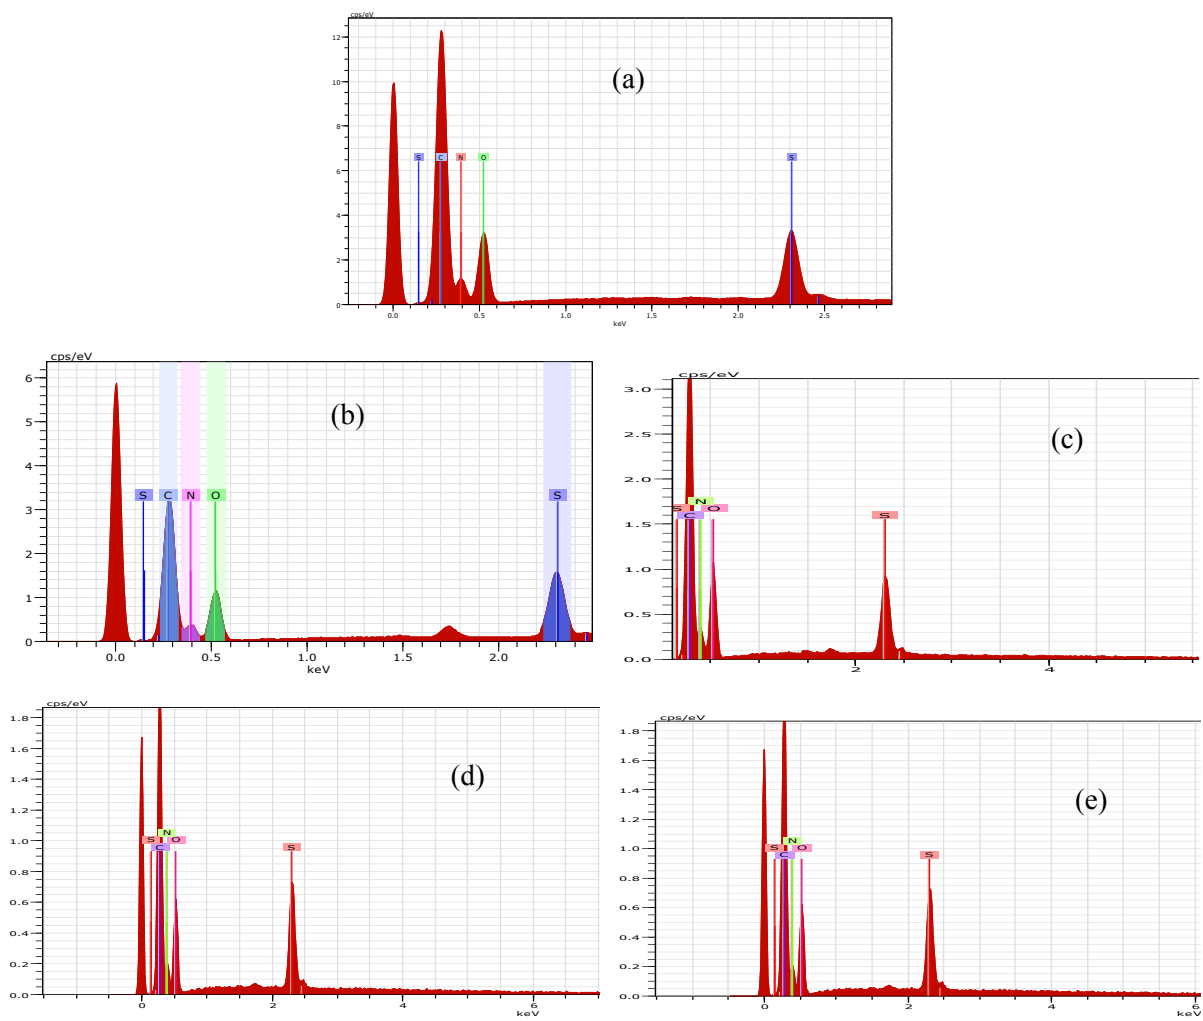 cps/eV
(a)
12
10
8
6
4
2
0
S C N O S
0.0 0.5 1.0 1.5 2.0 2.5
keV
cps/eV
(b)
6
5
4
3
2
1
0
S C N O S
0.0 0.5 1.0 1.5 2.0
keV
cps/eV
(c)
3.0
2.5
2.0
1.5
1.0
0.5
0.0
N
S O
C
S
2 4
cps/eV
(d)
1.8
1.6
1.4
1.2
1.0
0.8
0.6
0.4
0.2
0.0
N
S O
C
S
0 2 4 6
keV
cps/eV
(e)
1.8
1.6
1.4
1.2
1.0
0.8
0.6
0.4
0.2
0.0
N
S O
C
S
0 2 4 6
keV